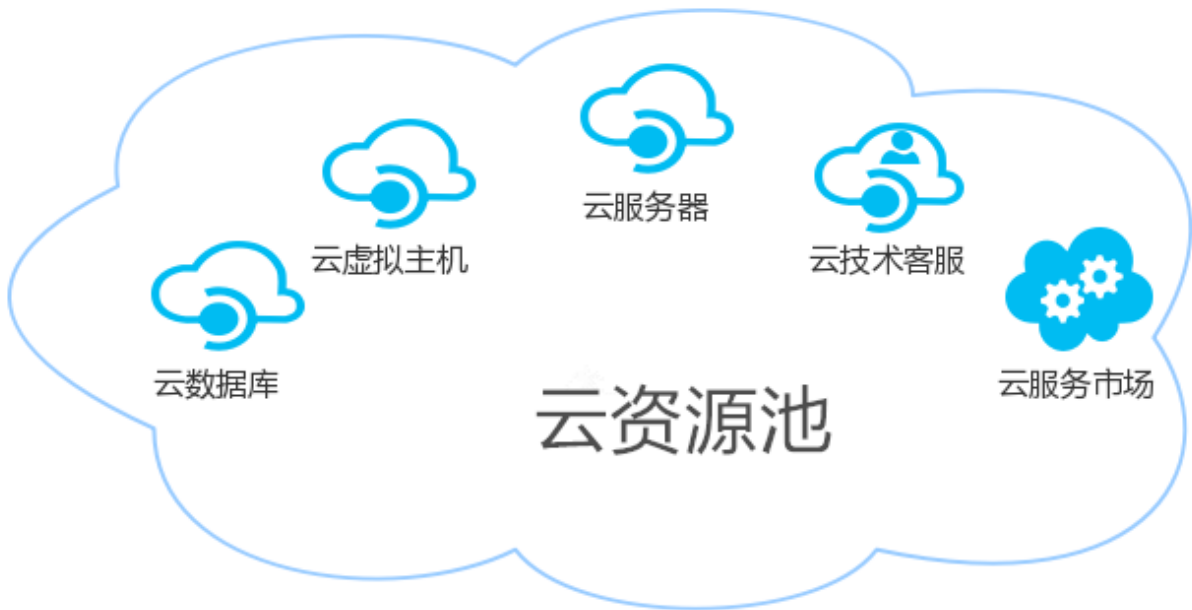 云服务器
云虚拟主机
云技术客服
云数据库
云服务市场
云资源池